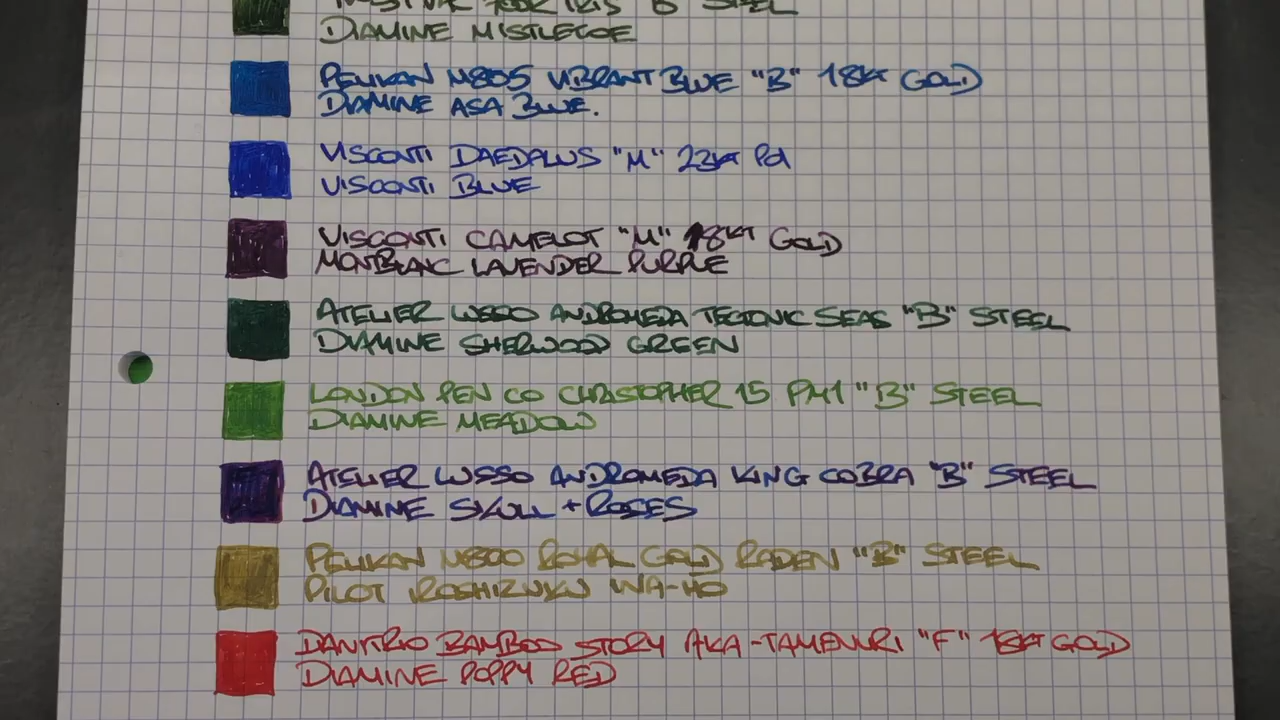 "B" STEEL
DIAMINE MISTLETOE
PELIKAN M805 VIBRANT BLUE "B" 18KT GOLD
DIAMINE ASA BLUE.
VISCONTI DAEDALUS "M" 23KT Pd
VISCONTI BLUE
VISCONTI CAMELOT "M" 18KT GOLD
MONTBLANC LAVENDER PURPLE
ATELIER LUSSO ANDROMEDA TECTONIC SEAS "B" STEEL
DIAMINE SHERWOOD GREEN
LONDON PEN CO CHRISTOPHER 15 PM1 "B" STEEL
DIAMINE MEADOW
ATELIER LUSSO ANDROMEDA KING COBRA "B" STEEL
DIAMINE SKULL + ROSES
PELIKAN M800 ROYAL GOLD RADEN "B" STEEL
PILOT IROSHIZUKU INA-HO
DANITRIO BAMBOO STORY AKA-TAMENURI "F" 18KT GOLD
DIAMINE POPPY RED